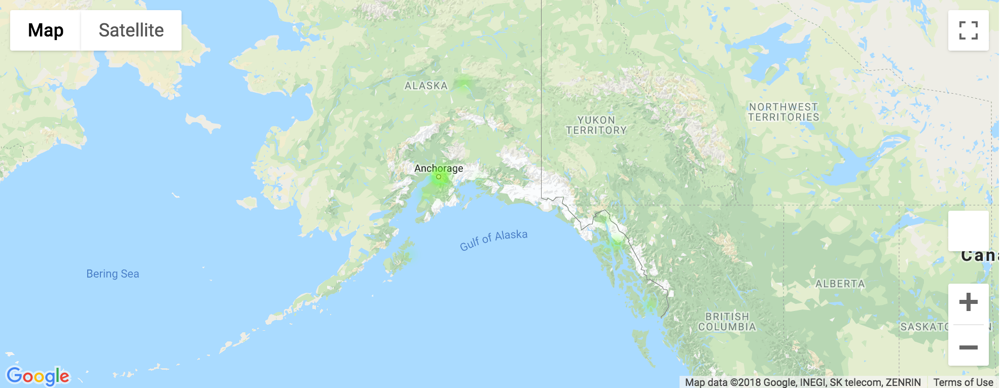 Map
Satellite
ALASKA
NORTHWEST
TERRITORIES
YUKON
TERRITORY
Anchorage
Gulf of Alaska
Cana
Bering Sea
ALBERTA
BRITISH
COLUMBIA
SASKATC
N
Google
Map data ©2018 Google, INEGI, SK telecom, ZENRIN
Terms of Use